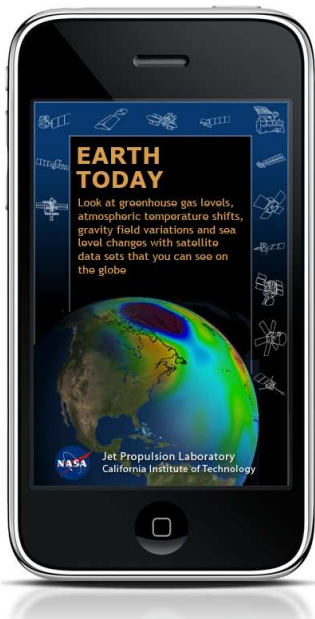 EARTH
TODAY
Look at greenhouse gas levels,
atmospheric temperature shifts,
gravity field variations and sea
level changes with satellite
data sets that you can see on
the globe
NASA
Jet Propulsion Laboratory
California Institute of Technology